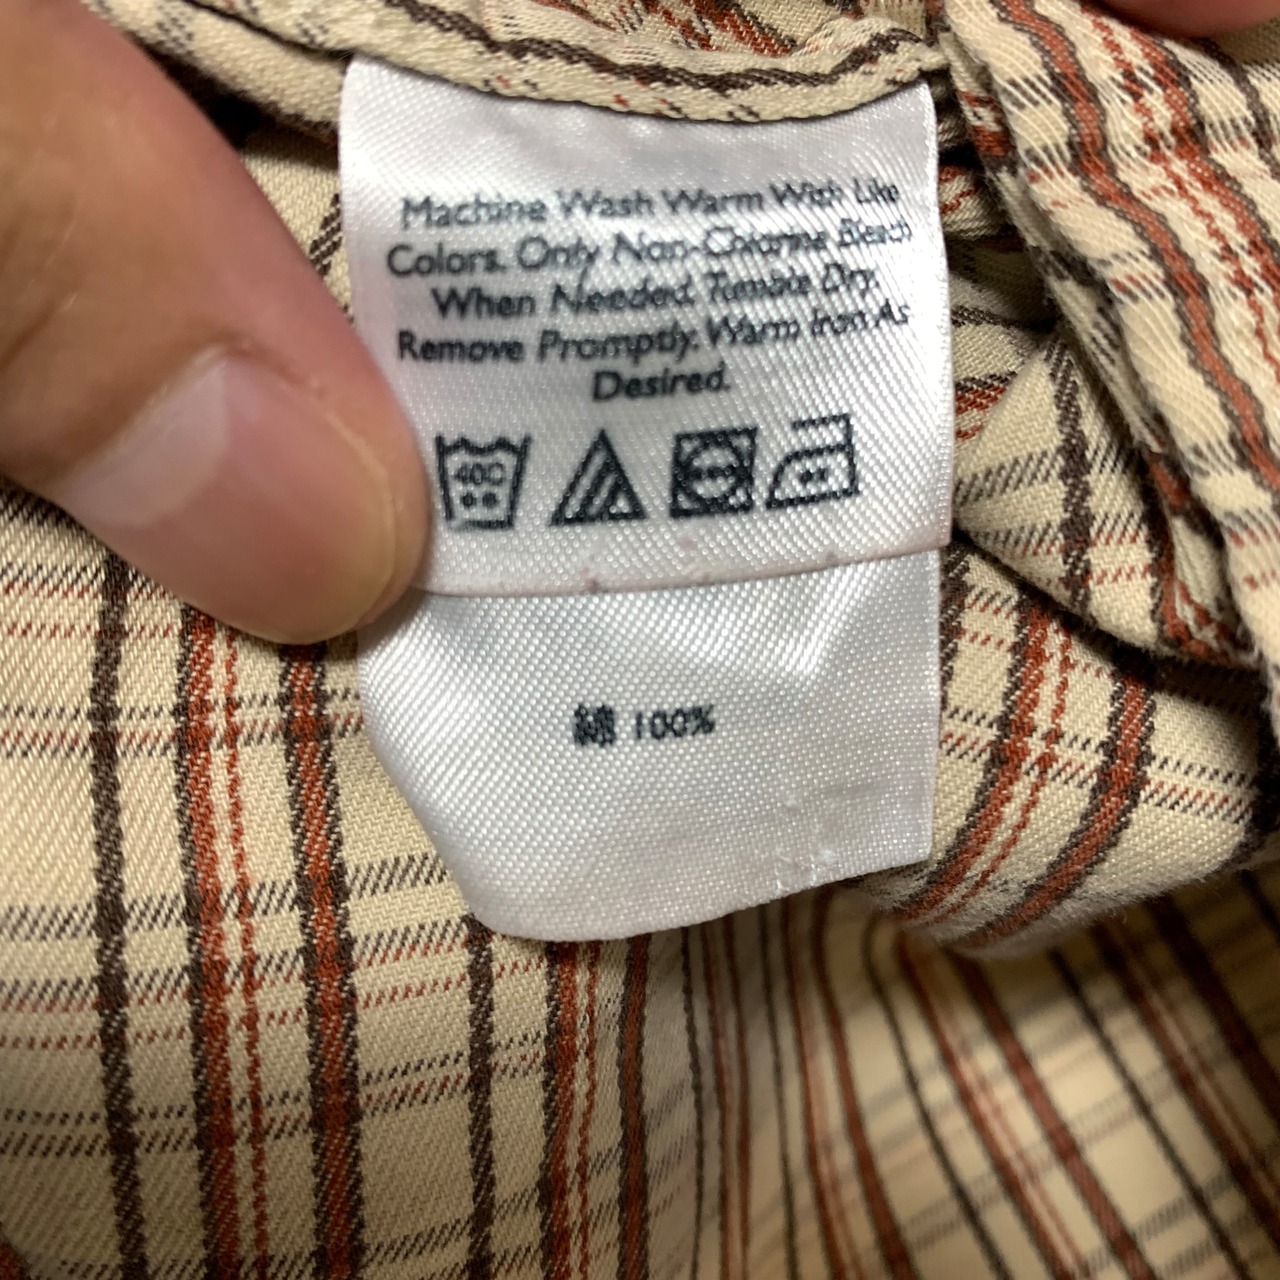 Machine Wash Warm With Like
Colors. Only Non-Chlorine Bleach
When Needed. Tumble Dry.
Remove Promptly. Warm Iron As
Desired.
40C
綿 100%